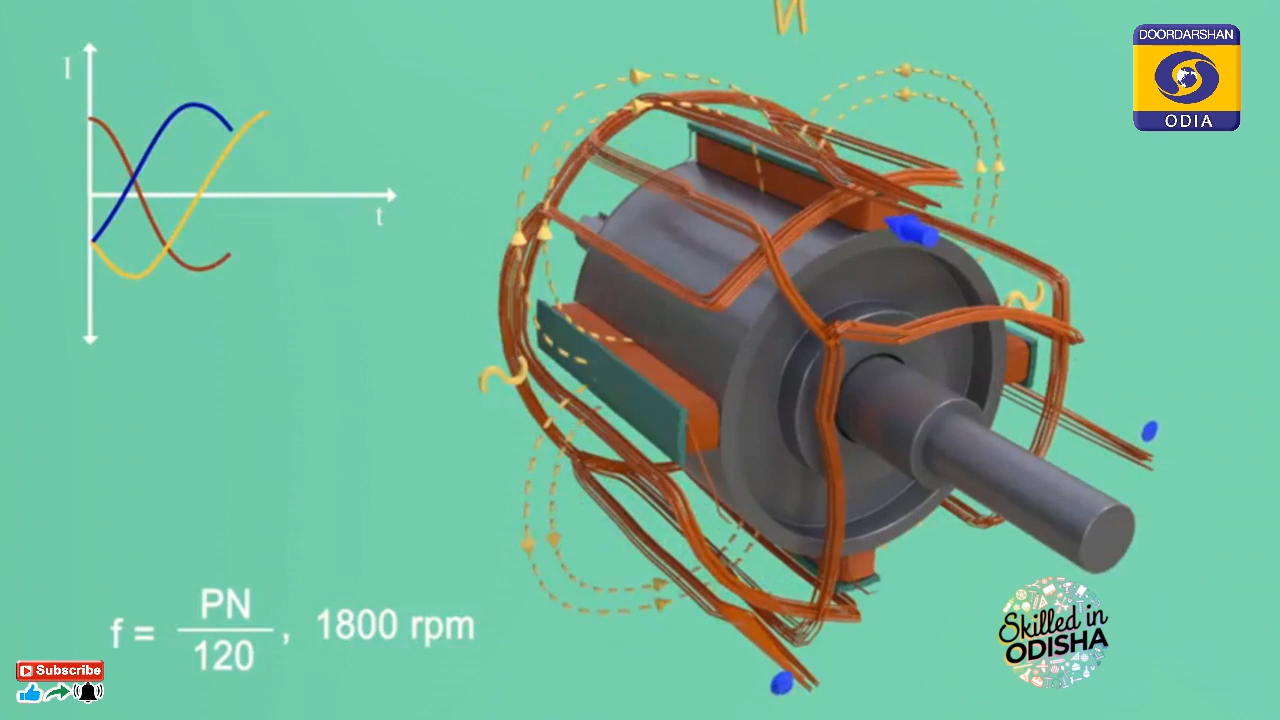 N
I
t
DOORDARSHAN
ODIA
f = PN/120 , 1800 rpm
Subscribe
Skilled in
ODISHA